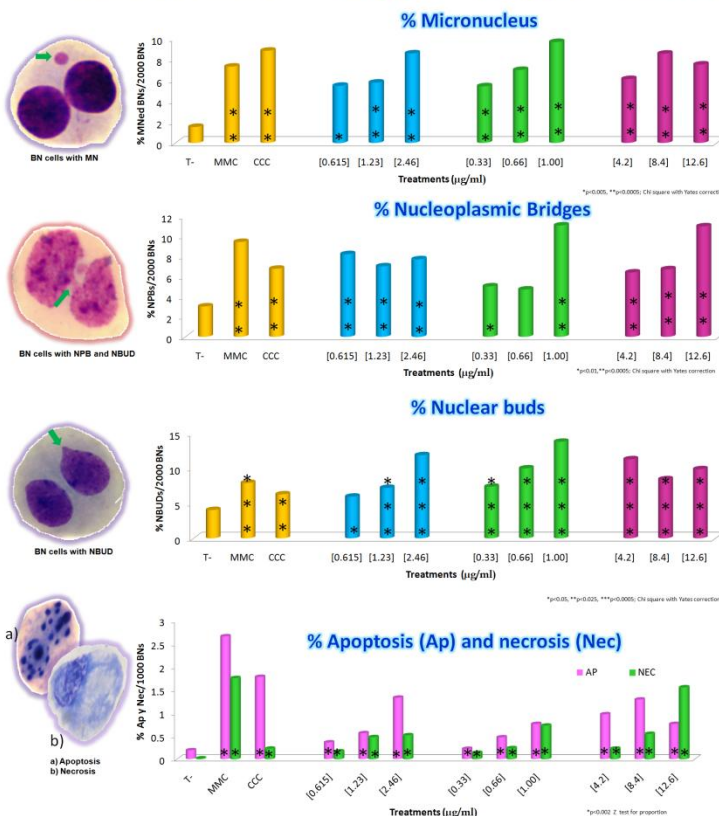 % Micronucleus
% MNed BNs/2000 BNs
12
10
8
6
4
2
0
* * * * * * * * * * * * * * * * * * * * *
T- MMC CCC [0.615] [1.23] [2.46] [0.33] [0.66] [1.00] [4.2] [8.4] [12.6]
Treatments (µg/ml)
BN cells with MN
*p<0.005, **p<0.0005; Chi square with Yates correction
% Nucleoplasmic Bridges
% NPBs/2000 BNs
12
10
8
6
4
2
0
* * * * * * * * * * * * * * * * * * *
T- MMC CCC [0.615] [1.23] [2.46] [0.33] [0.66] [1.00] [4.2] [8.4] [12.6]
Treatments (µg/ml)
BN cells with NPB and NBUD
*p<0.01,**p<0.0005; Chi square with Yates correction
% Nuclear buds
% NBUDs/2000 BNs
15
10
5
0
* * * * * * * * * * * * * * * * * * * * * * * * * * * * * *
T- MMC CCC [0.615] [1.23] [2.46] [0.33] [0.66] [1.00] [4.2] [8.4] [12.6]
Treatments (µg/ml)
BN cells with NBUD
*p<0.05, **p<0.025, ***p<0.0005; Chi square with Yates correction
% Apoptosis (Ap) and necrosis (Nec)
% Ap y Nec/1000 BNs
3
2.5
2
1.5
1
0.5
0
AP NEC
* * * * * * * * * * * * * * * * * * * * * *
T- MMC CCC [0.615] [1.23] [2.46] [0.33] [0.66] [1.00] [4.2] [8.4] [12.6]
Treatments (µg/ml)
a)
b)
a) Apoptosis
b) Necrosis
*p<0.002 Z test for proportion